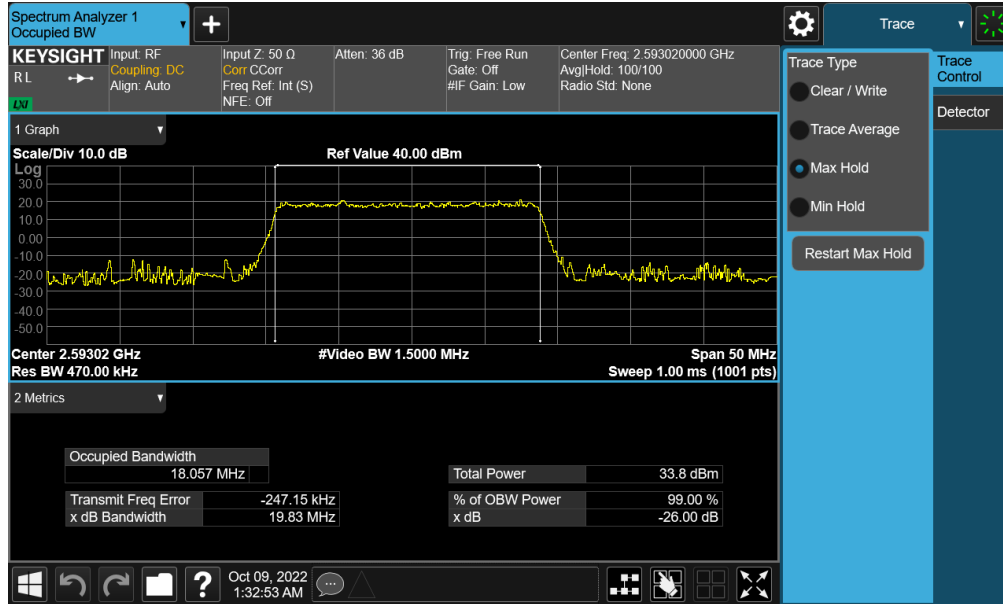 Spectrum Analyzer 1
Occupied BW
Trace
KEYSIGHT
Input: RF
Coupling: DC
Align: Auto
Input Z: 50 Ω
Corr CCorr
Freq Ref: Int (S)
NFE: Off
Atten: 36 dB
Trig: Free Run
Gate: Off
#IF Gain: Low
Center Freq: 2.593020000 GHz
Avg|Hold: 100/100
Radio Std: None
R L
LXI
Trace Type
Clear / Write
Trace Average
Max Hold
Min Hold
Restart Max Hold
Trace
Control
Detector
1 Graph
Scale/Div 10.0 dB
Ref Value 40.00 dBm
Log
30.0
20.0
10.0
0.00
-10.0
-20.0
-30.0
-40.0
-50.0
Center 2.59302 GHz
#Video BW 1.5000 MHz
Span 50 MHz
Res BW 470.00 kHz
Sweep 1.00 ms (1001 pts)
2 Metrics
Occupied Bandwidth
18.057 MHz
Total Power 33.8 dBm
Transmit Freq Error -247.15 kHz
% of OBW Power 99.00 %
x dB Bandwidth 19.83 MHz
x dB -26.00 dB
Oct 09, 2022
1:32:53 AM